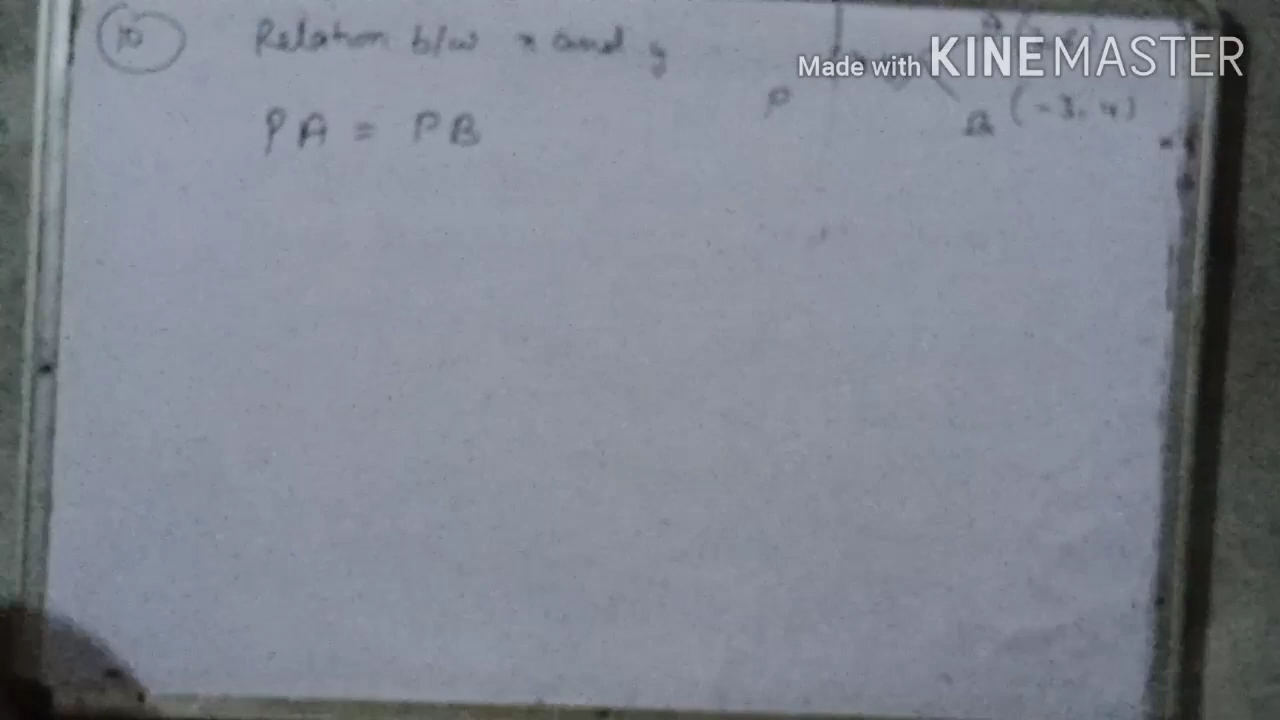 10 Relation b/w x and y
Made with KINEMASTER
P
B (-3, 4)
PA = PB